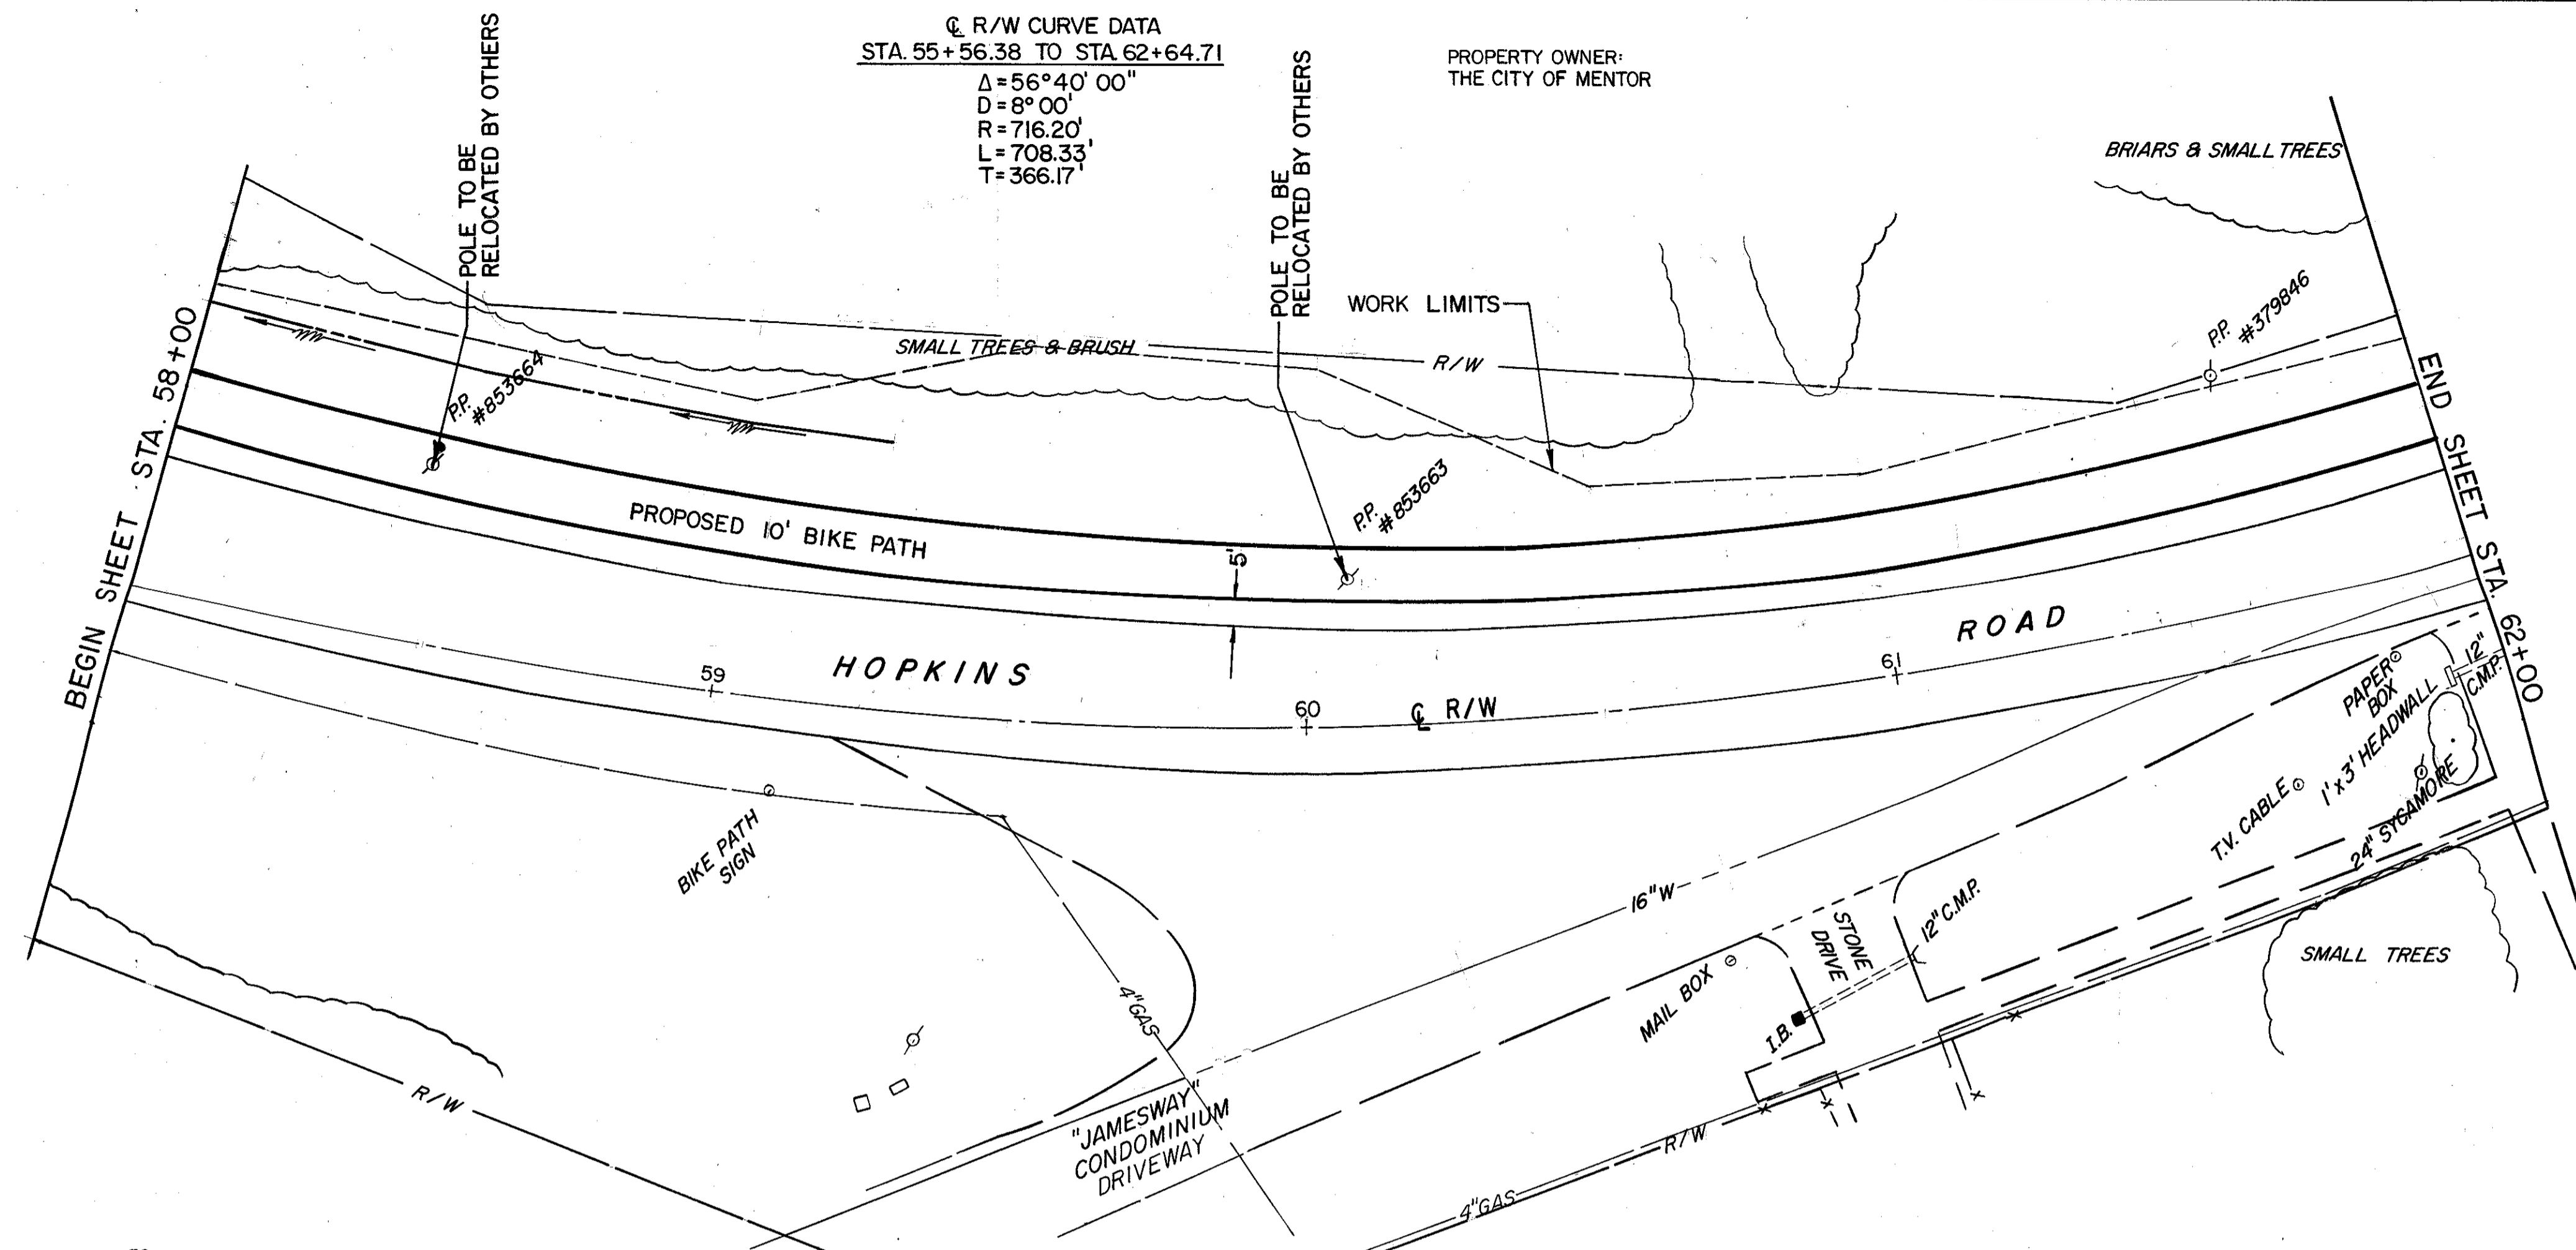 ℄ R/W CURVE DATA
STA. 55+56.38 TO STA. 62+64.71
Δ=56°40' 00"
D=8°00'
R=716.20'
L=708.33'
T=366.17'
PROPERTY OWNER:
THE CITY OF MENTOR
POLE TO BE
RELOCATED BY OTHERS
POLE TO BE
RELOCATED BY OTHERS
BRIARS & SMALL TREES
WORK LIMITS
SMALL TREES & BRUSH
R/W
P.P.
#379846
P.P.
#853664
P.P.
#853663
BEGIN SHEET STA. 58+00
END SHEET STA. 62+00
PROPOSED 10' BIKE PATH
5'
HOPKINS
ROAD
59
60
61
℄ R/W
BIKE PATH
SIGN
PAPER
BOX
12"
C.M.P.
1' x 3' HEADWALL
T.V. CABLE
24" SYCAMORE
16"W
STONE
DRIVE
12" C.M.P.
MAIL BOX
I.B.
SMALL TREES
4"GAS
R/W
"JAMESWAY"
CONDOMINIUM
DRIVEWAY
R/W
4"GAS